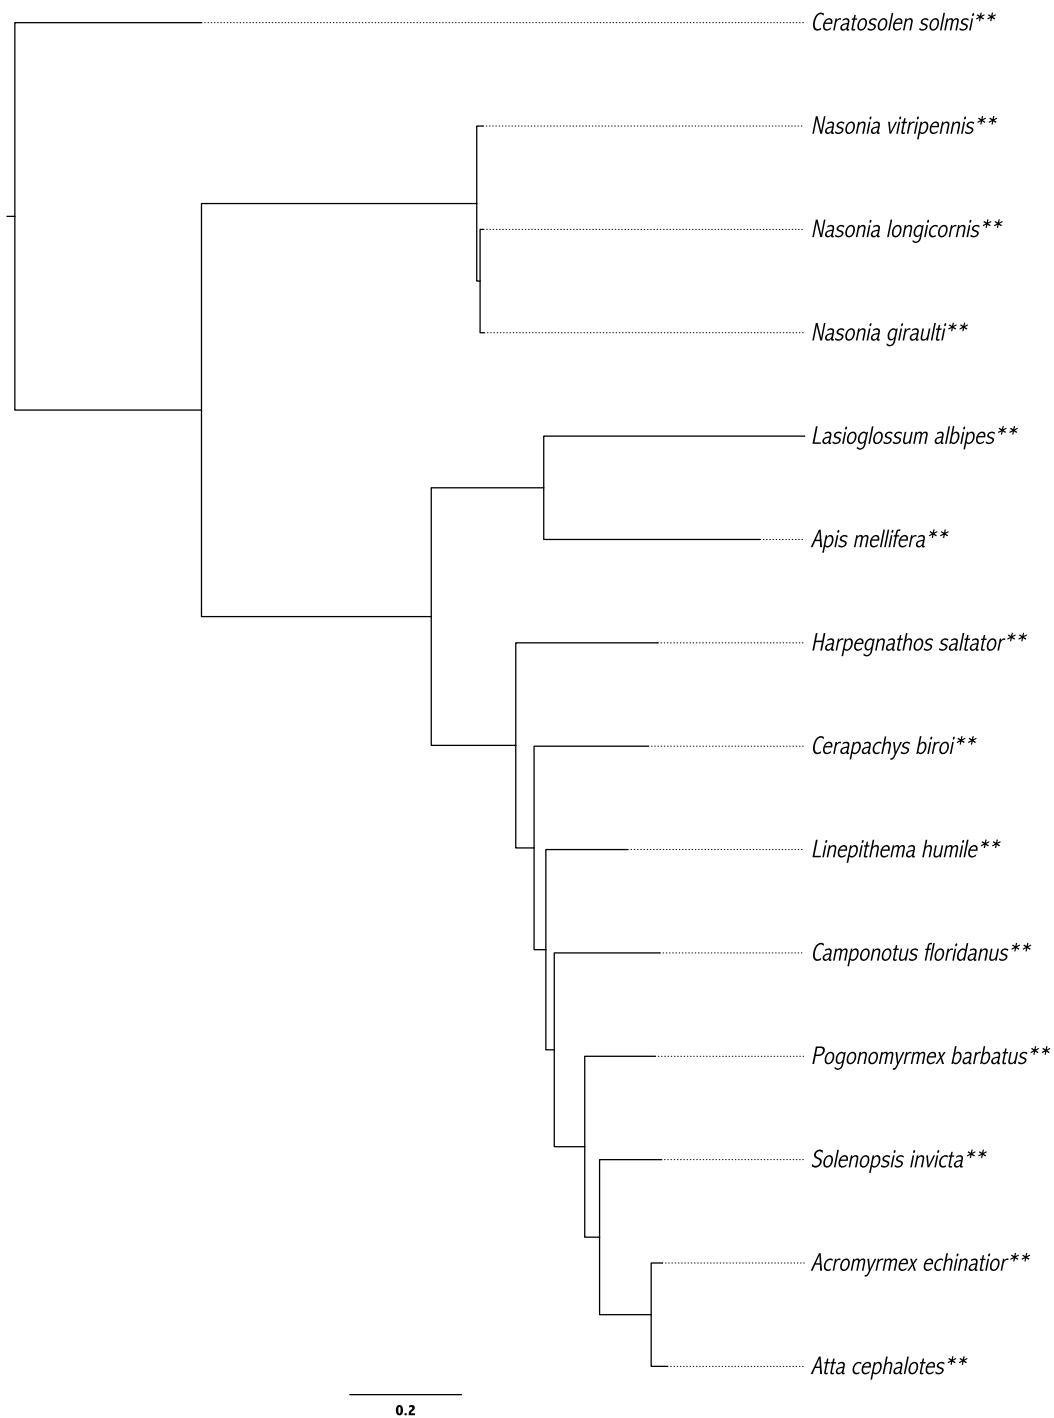 Ceratosolen solmsi**
Nasonia vitripennis**
Nasonia longicornis**
Nasonia giraulti**
Lasioglossum albipes**
Apis mellifera**
Harpegnathos saltator**
Cerapachys biroi**
Linepithema humile**
Camponotus floridanus**
Pogonomyrmex barbatus**
Solenopsis invicta**
Acromyrmex echinatior**
Atta cephalotes**
0.2